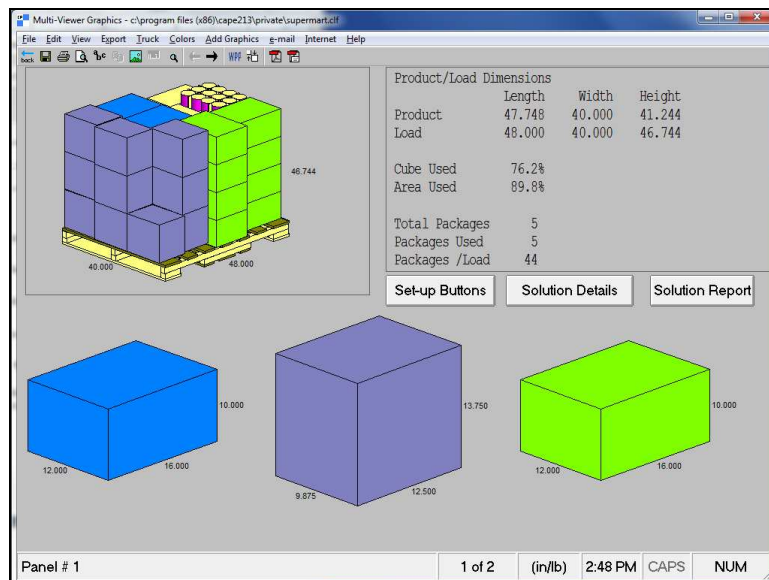 Multi-Viewer Graphics - c:\program files (x86)\cape213\private\supermart.clf
File Edit View Export Truck Colors Add Graphics e-mail Internet Help
back
WPP
46.744
40.000
48.000
Product/Load Dimensions
Length Width Height
Product 47.748 40.000 41.244
Load 48.000 40.000 46.744
Cube Used 76.2%
Area Used 89.8%
Total Packages 5
Packages Used 5
Packages /Load 44
Set-up Buttons Solution Details Solution Report
10.000
12.000
16.000
13.750
9.875
12.500
10.000
12.000
16.000
Panel # 1 1 of 2 (in/lb) 2:48 PM CAPS NUM